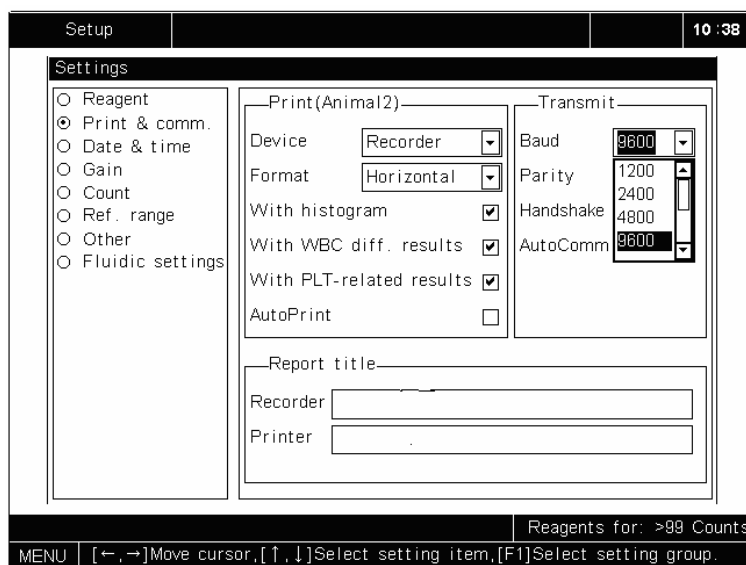 Setup 10:38
Settings
Reagent
Print & comm.
Date & time
Gain
Count
Ref. range
Other
Fluidic settings
Print(Animal2)
Device Recorder
Format Horizontal
With histogram
With WBC diff. results
With PLT-related results
AutoPrint
Transmit
Baud 9600
Parity 1200
2400
Handshake 4800
AutoComm 9600
Report title
Recorder
Printer
Reagents for: >99 Counts
MENU [←,→]Move cursor,[↑,↓]Select setting item,[F1]Select setting group.